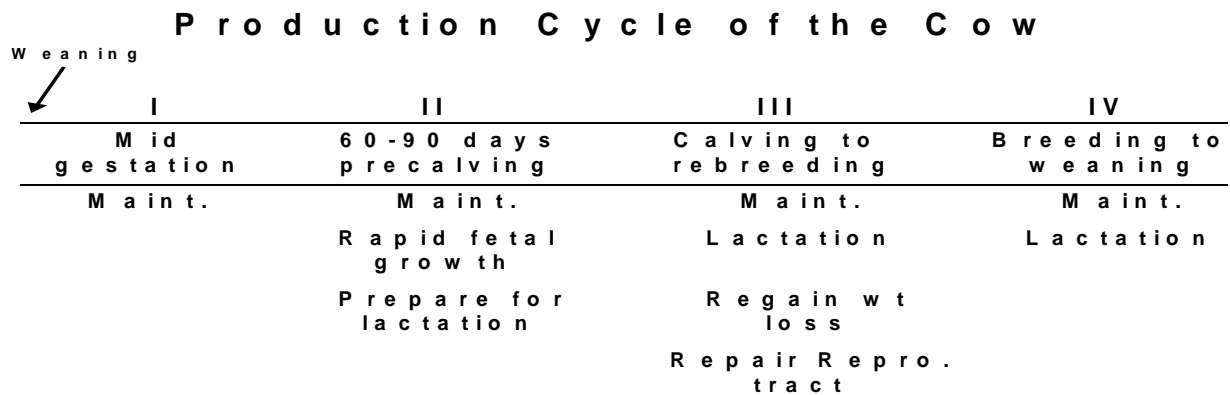 Production Cycle of the Cow
Weaning
I II III IV
Mid 60-90 days Calving to Breeding to
gestation precalving rebreeding weaning
Maint. Maint. Maint. Maint.
Rapid fetal Lactation Lactation
growth
Prepare for Regain wt
lactation loss
Repair Repro.
tract